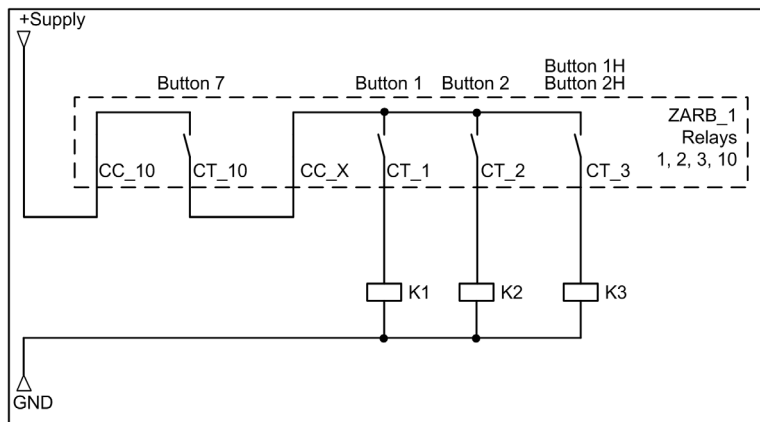 +Supply
Button 7
Button 1
Button 2
Button 1H
Button 2H
ZARB_1
Relays
1, 2, 3, 10
CC_10
CT_10
CC_X
CT_1
CT_2
CT_3
K1
K2
K3
GND